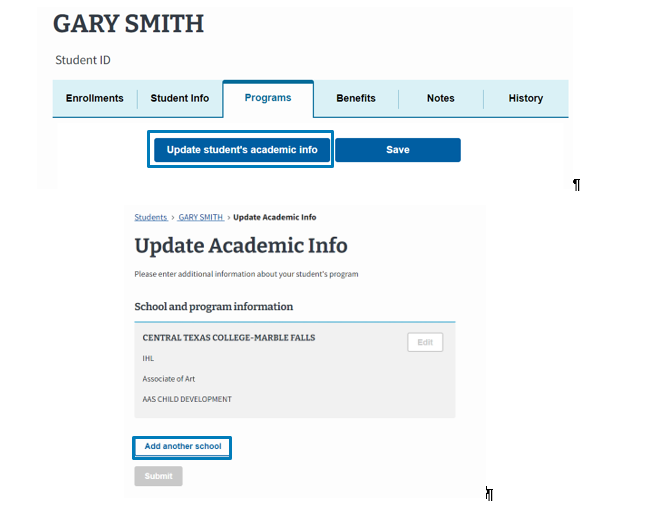 GARY SMITH
Student ID
Enrollments Student Info Programs Benefits Notes History
Update student's academic info Save
¶
Students > GARY SMITH > Update Academic Info
Update Academic Info
Please enter additional information about your student's program
School and program information
CENTRAL TEXAS COLLEGE-MARBLE FALLS Edit
IHL
Associate of Art
AAS CHILD DEVELOPMENT
Add another school
Submit
¶